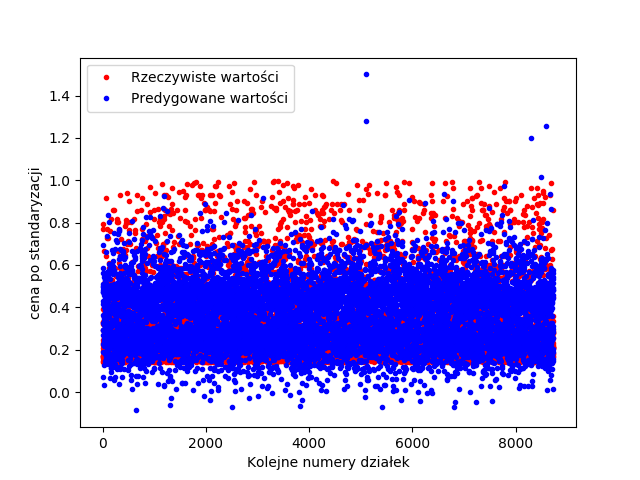 Rzeczywiste wartości
Predygowane wartości
cena po standaryzacji
1.4
1.2
1.0
0.8
0.6
0.4
0.2
0.0
0 2000 4000 6000 8000
Kolejne numery działek